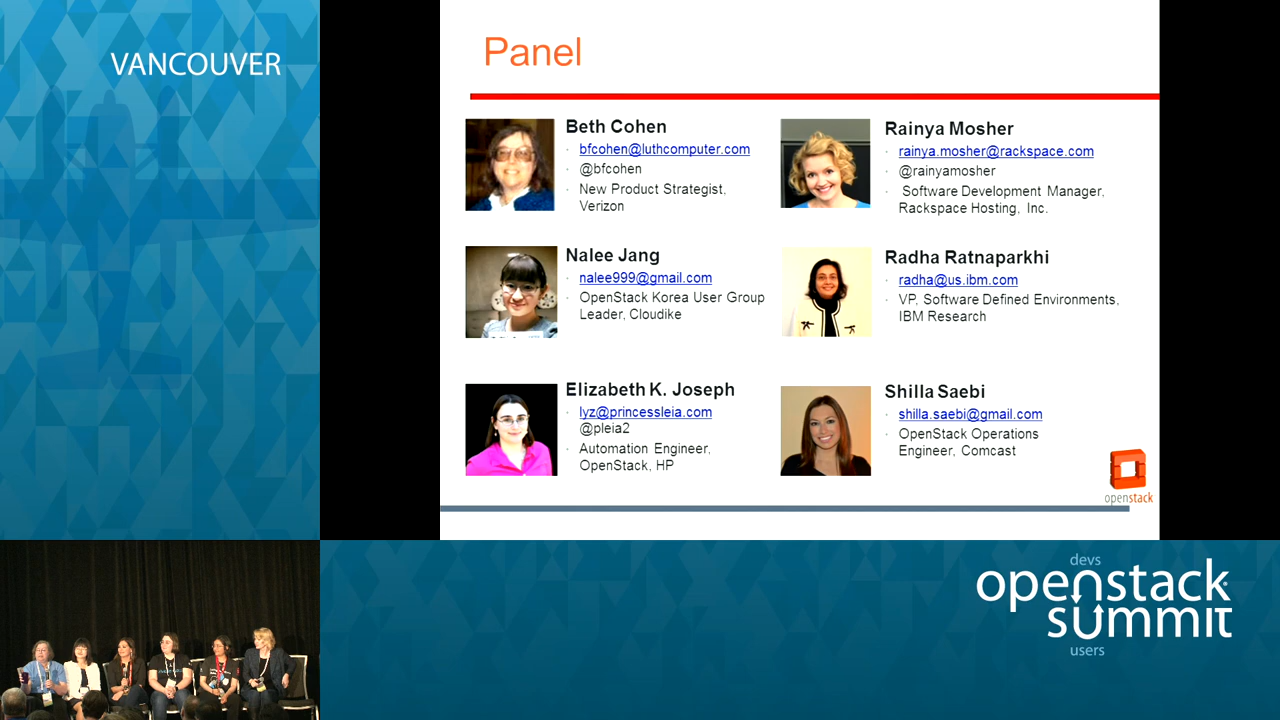 VANCOUVER
Panel
Beth Cohen
bfcohen@luthcomputer.com
@bfcohen
New Product Strategist,
Verizon
Rainya Mosher
rainya.mosher@rackspace.com
@rainyamosher
Software Development Manager,
Rackspace Hosting, Inc.
Nalee Jang
nalee999@gmail.com
OpenStack Korea User Group
Leader, Cloudike
Radha Ratnaparkhi
radha@us.ibm.com
VP, Software Defined Environments,
IBM Research
Elizabeth K. Joseph
lyz@princessleia.com
@pleia2
Automation Engineer,
OpenStack, HP
Shilla Saebi
shilla.saebi@gmail.com
OpenStack Operations
Engineer, Comcast
openstack
devs
openstack
summit
users